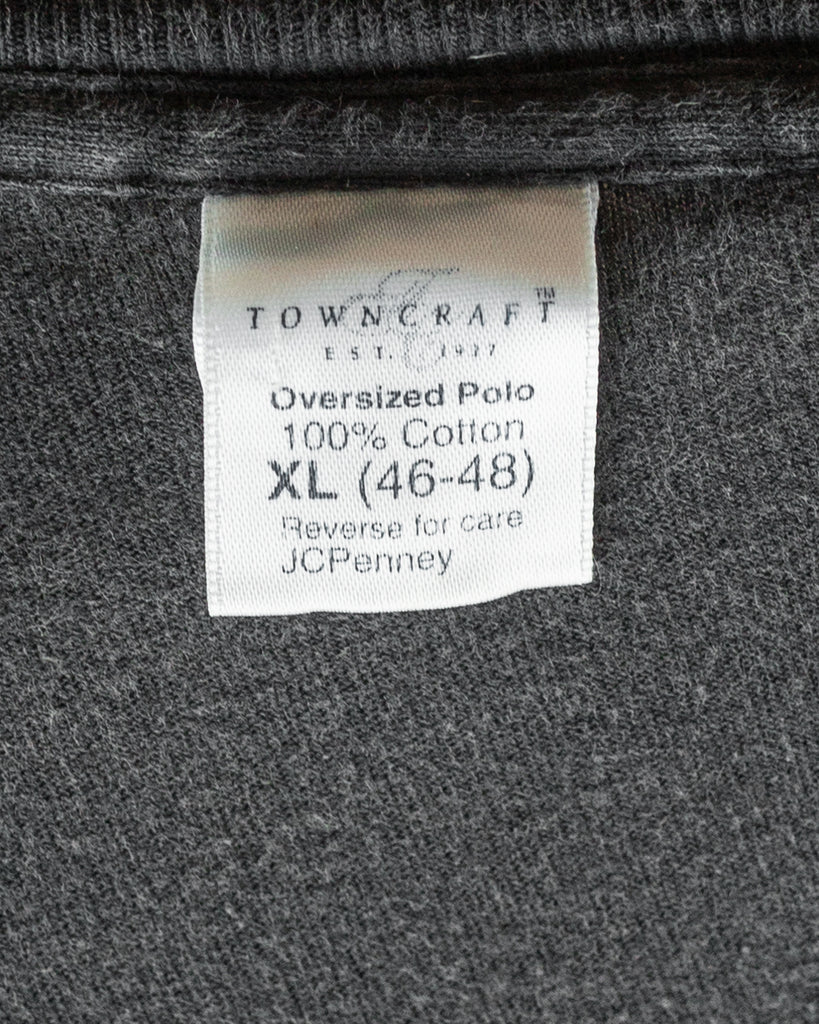 TOWNCRAFT™
EST. 1927
Oversized Polo
100% Cotton
XL (46-48)
Reverse for care
JCPenney